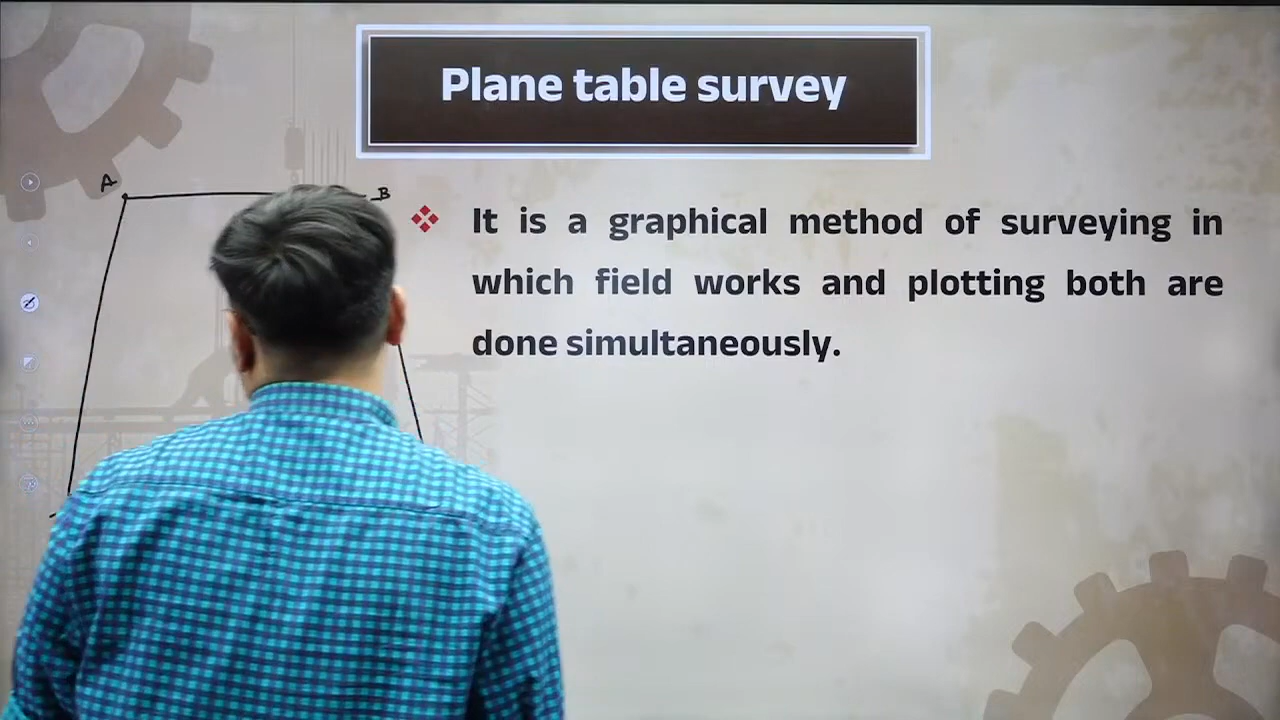 Plane table survey
A
B
It is a graphical method of surveying in
which field works and plotting both are
done simultaneously.